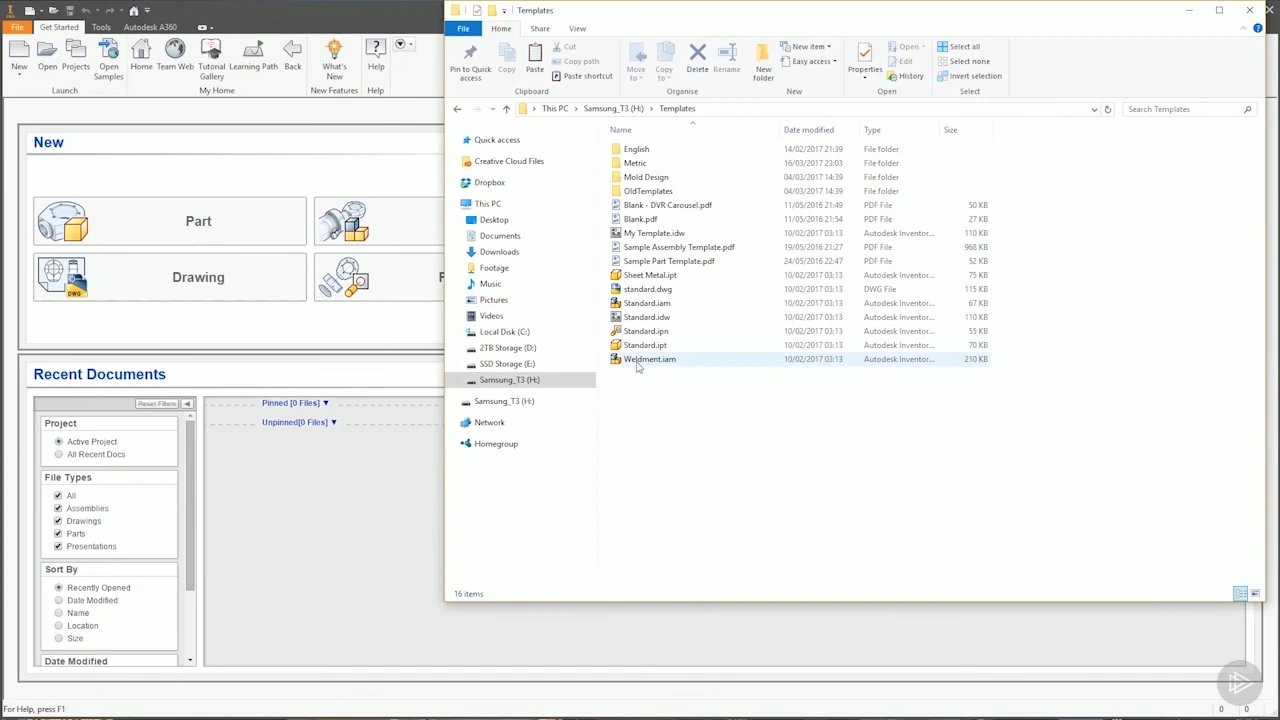 File Get Started Tools Autodesk A360
New Open Projects Open Samples Home Team Web Tutorial Gallery Learning Path Back What's New Help
Launch My Home New Features Help
New
Part
Drawing
Recent Documents
Reset Filters
Project
Active Project
All Recent Docs
File Types
All
Assemblies
Drawings
Parts
Presentations
Sort By
Recently Opened
Date Modified
Name
Location
Size
Date Modified
Pinned [0 Files]
Unpinned[0 Files]
For Help, press F1
0 0
Templates
File Home Share View
Pin to Quick access Copy Paste Cut Copy path Paste shortcut
Move to Copy to Delete Rename New folder New item Easy access
Properties Open Edit History Select all Select none Invert selection
Clipboard Organise New Open Select
This PC > Samsung_T3 (H:) > Templates
Search Templates
Quick access
Creative Cloud Files
Dropbox
This PC
Desktop
Documents
Downloads
Footage
Music
Pictures
Videos
Local Disk (C:)
2TB Storage (D:)
SSD Storage (E:)
Samsung_T3 (H:)
Samsung_T3 (H:)
Network
Homegroup
Name Date modified Type Size
English 14/02/2017 21:39 File folder
Metric 16/03/2017 23:03 File folder
Mold Design 04/03/2017 14:39 File folder
OldTemplates 04/03/2017 14:39 File folder
Blank - DVR Carousel.pdf 11/05/2016 21:49 PDF File 50 KB
Blank.pdf 11/05/2016 21:54 PDF File 27 KB
My Template.idw 10/02/2017 03:13 Autodesk Inventor... 110 KB
Sample Assembly Template.pdf 19/05/2016 21:27 PDF File 968 KB
Sample Part Template.pdf 24/05/2016 22:47 PDF File 52 KB
Sheet Metal.ipt 10/02/2017 03:13 Autodesk Inventor... 75 KB
standard.dwg 10/02/2017 03:13 DWG File 115 KB
Standard.iam 10/02/2017 03:13 Autodesk Inventor... 67 KB
Standard.idw 10/02/2017 03:13 Autodesk Inventor... 110 KB
Standard.ipn 10/02/2017 03:13 Autodesk Inventor... 55 KB
Standard.ipt 10/02/2017 03:13 Autodesk Inventor... 70 KB
Weldment.iam 10/02/2017 03:13 Autodesk Inventor... 210 KB
16 items